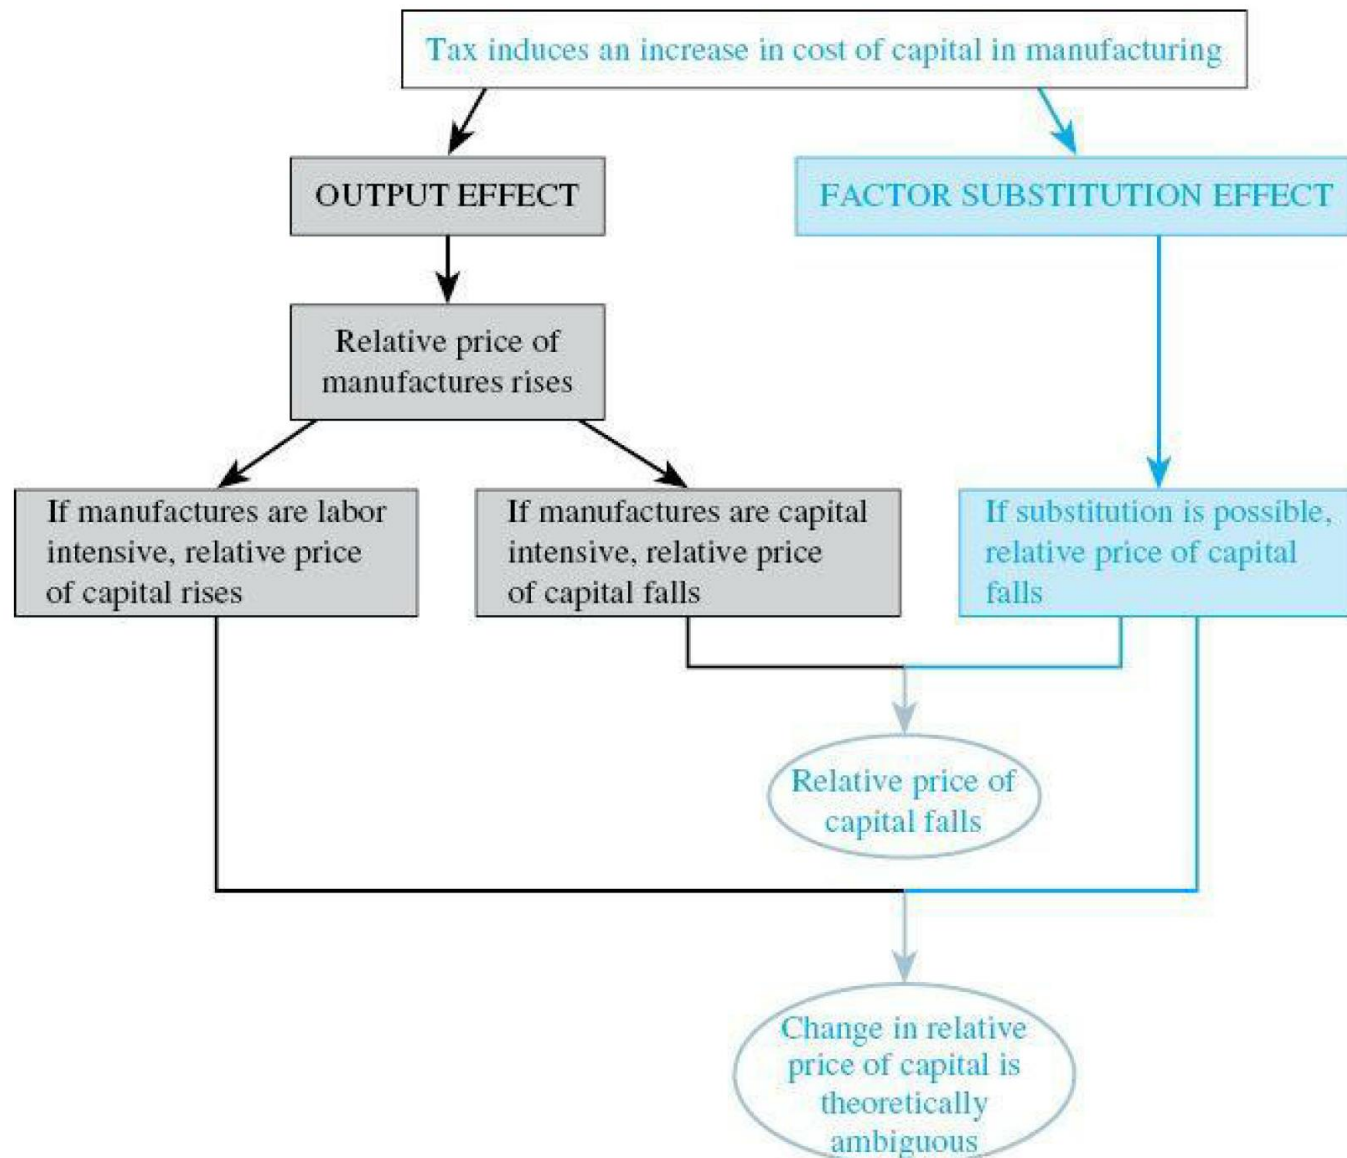 Tax induces an increase in cost of capital in manufacturing
OUTPUT EFFECT
FACTOR SUBSTITUTION EFFECT
Relative price of
manufactures rises
If manufactures are labor
intensive, relative price
of capital rises
If manufactures are capital
intensive, relative price
of capital falls
If substitution is possible,
relative price of capital
falls
Relative price of
capital falls
Change in relative
price of capital is
theoretically
ambiguous